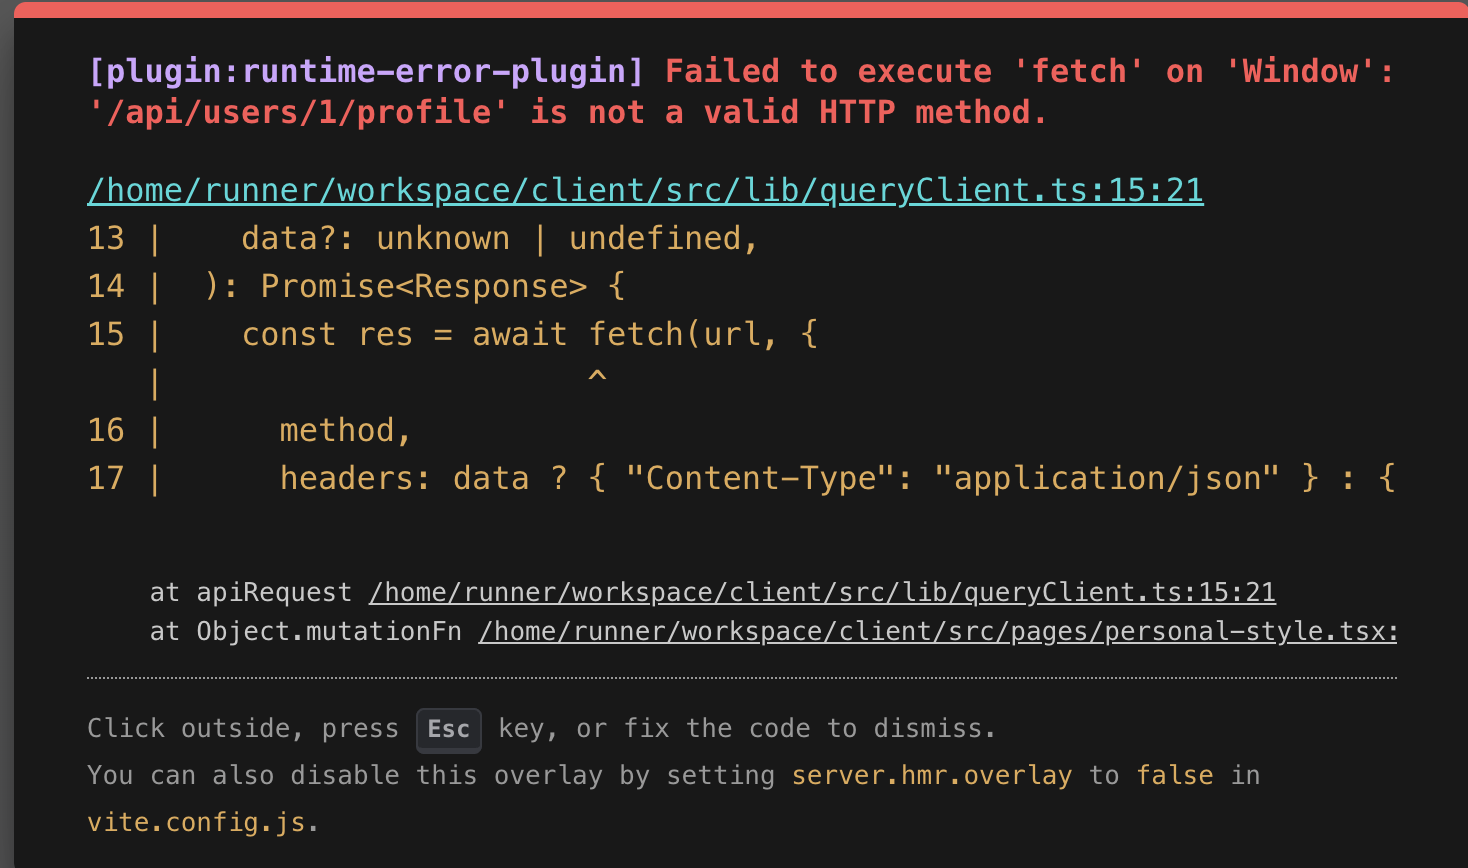 [plugin:runtime-error-plugin] Failed to execute 'fetch' on 'Window':
'/api/users/1/profile' is not a valid HTTP method.
/home/runner/workspace/client/src/lib/queryClient.ts:15:21
13 |    data?: unknown | undefined,
14 |  ): Promise<Response> {
15 |    const res = await fetch(url, {
   |                      ^
16 |      method,
17 |      headers: data ? { "Content-Type": "application/json" } : {
at apiRequest /home/runner/workspace/client/src/lib/queryClient.ts:15:21
at Object.mutationFn /home/runner/workspace/client/src/pages/personal-style.tsx:
Click outside, press Esc key, or fix the code to dismiss.
You can also disable this overlay by setting server.hmr.overlay to false in
vite.config.js.